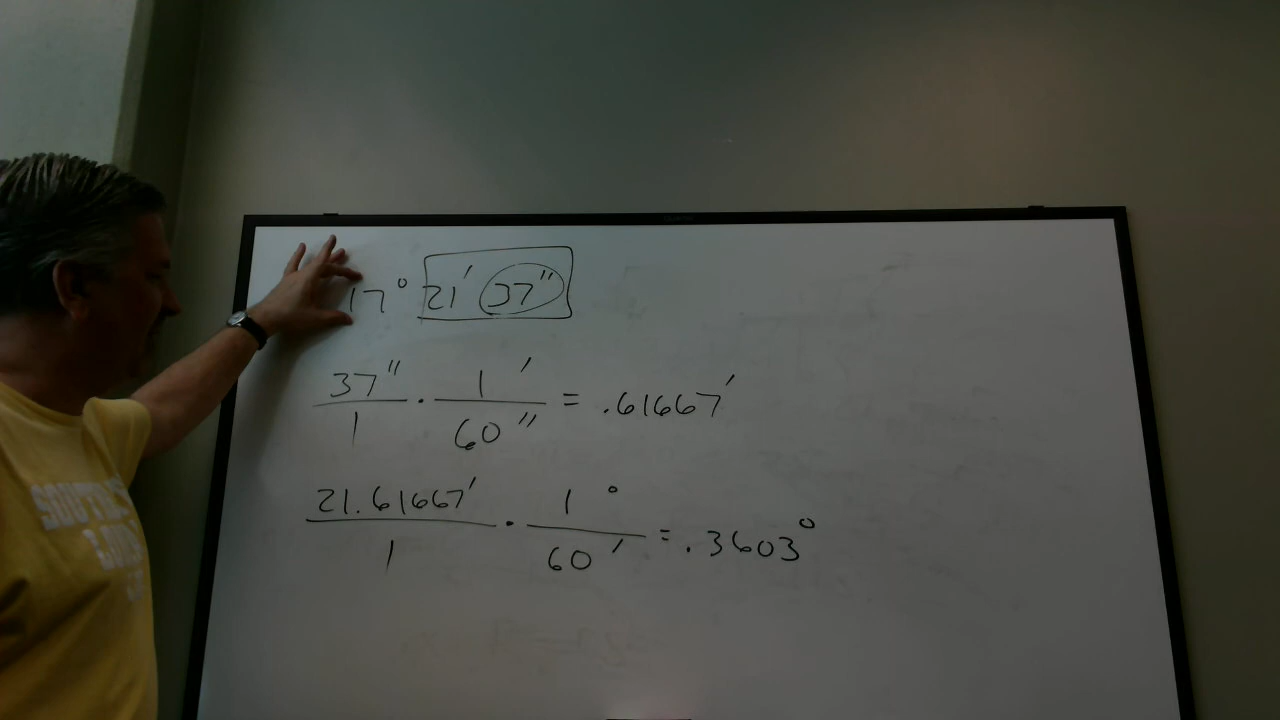 17° 21' 37"
37"/1 · 1'/60" = .61667'
21.61667'/1 · 1°/60' = .3603°